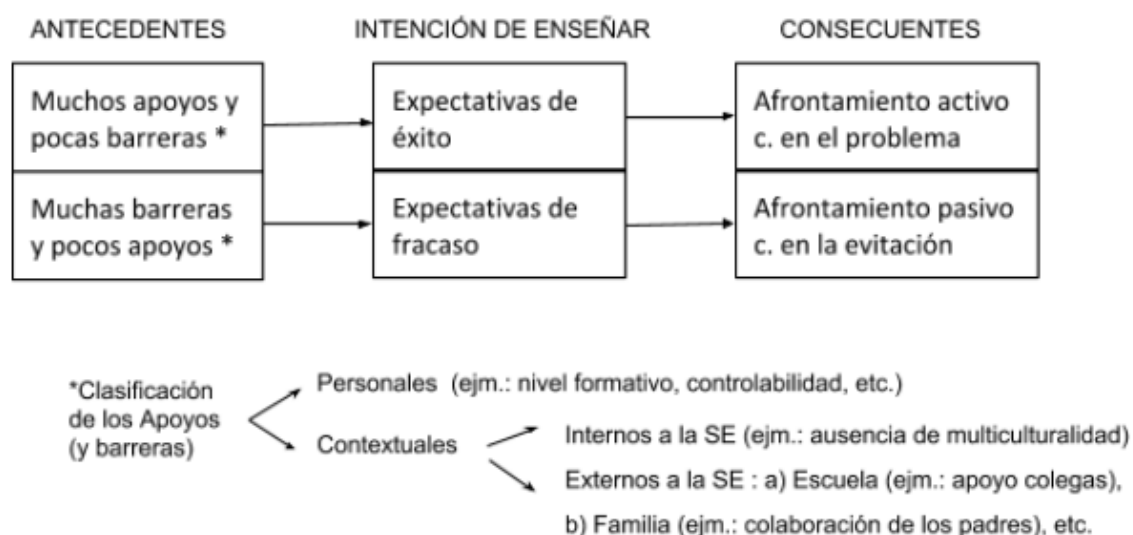 ANTECEDENTES
INTENCIÓN DE ENSEÑAR
CONSECUENTES
Muchos apoyos y
pocas barreras *
Expectativas de
éxito
Afrontamiento activo
c. en el problema
Muchas barreras
y pocos apoyos *
Expectativas de
fracaso
Afrontamiento pasivo
c. en la evitación
*Clasificación
de los Apoyos
(y barreras)
Personales (ejm.: nivel formativo, controlabilidad, etc.)
Contextuales
Internos a la SE (ejm.: ausencia de multiculturalidad)
Externos a la SE : a) Escuela (ejm.: apoyo colegas),
b) Familia (ejm.: colaboración de los padres), etc.